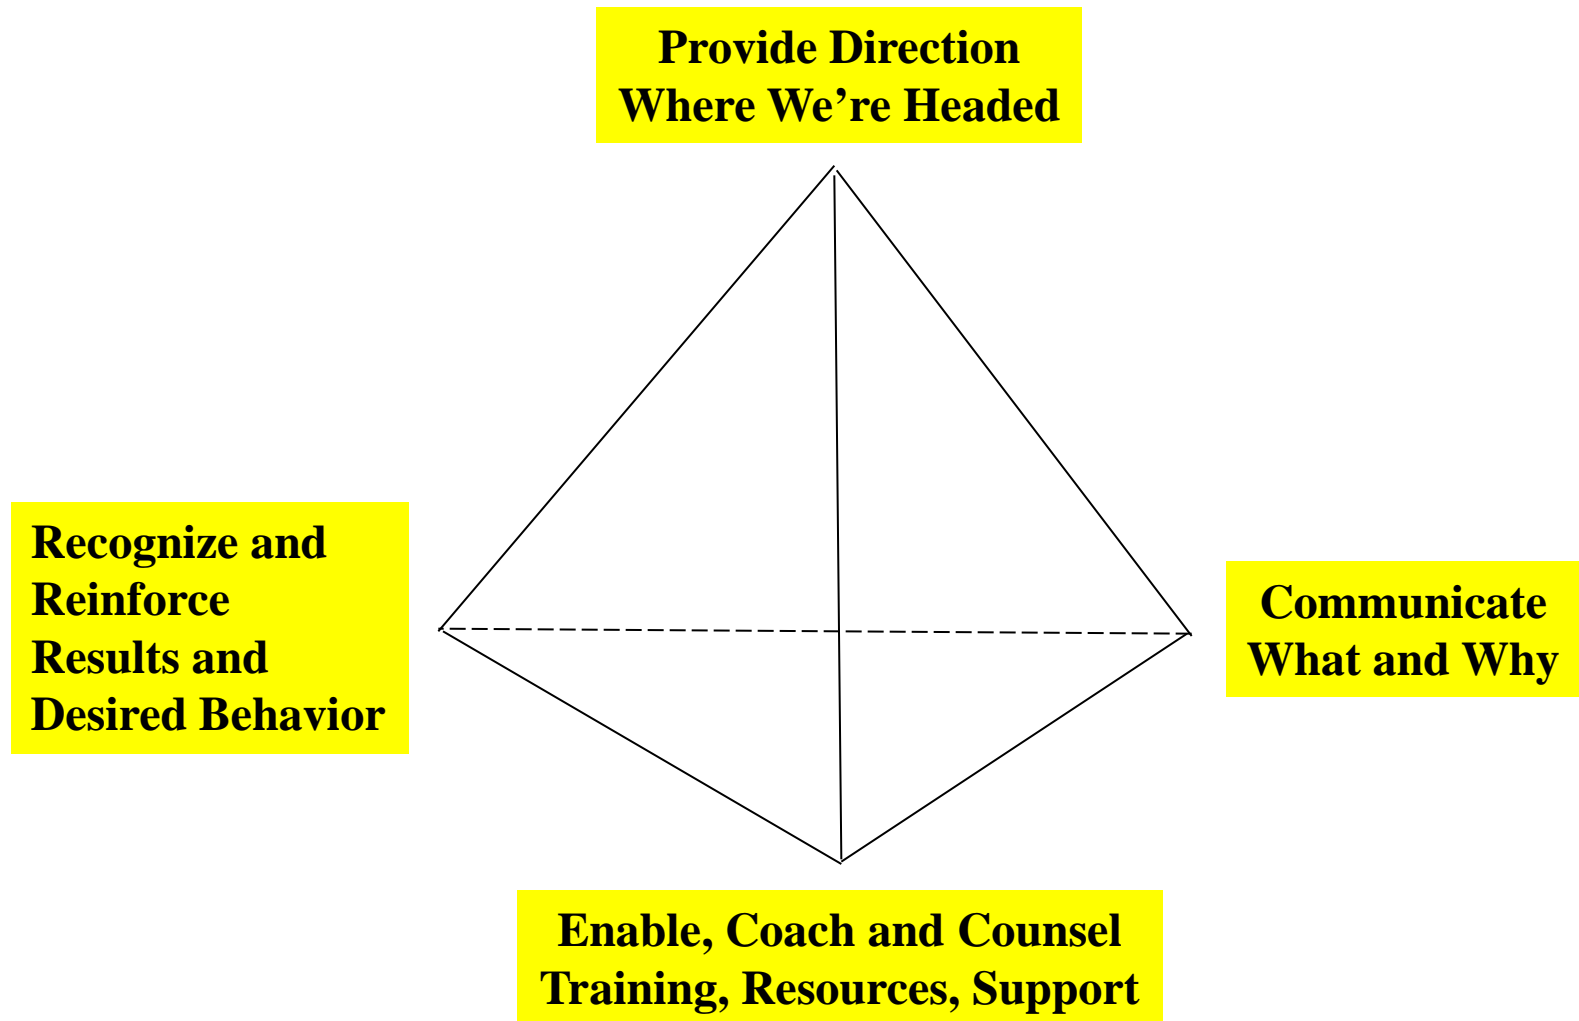 Provide Direction
Where We’re Headed
Recognize and
Reinforce
Results and
Desired Behavior
Communicate
What and Why
Enable, Coach and Counsel
Training, Resources, Support